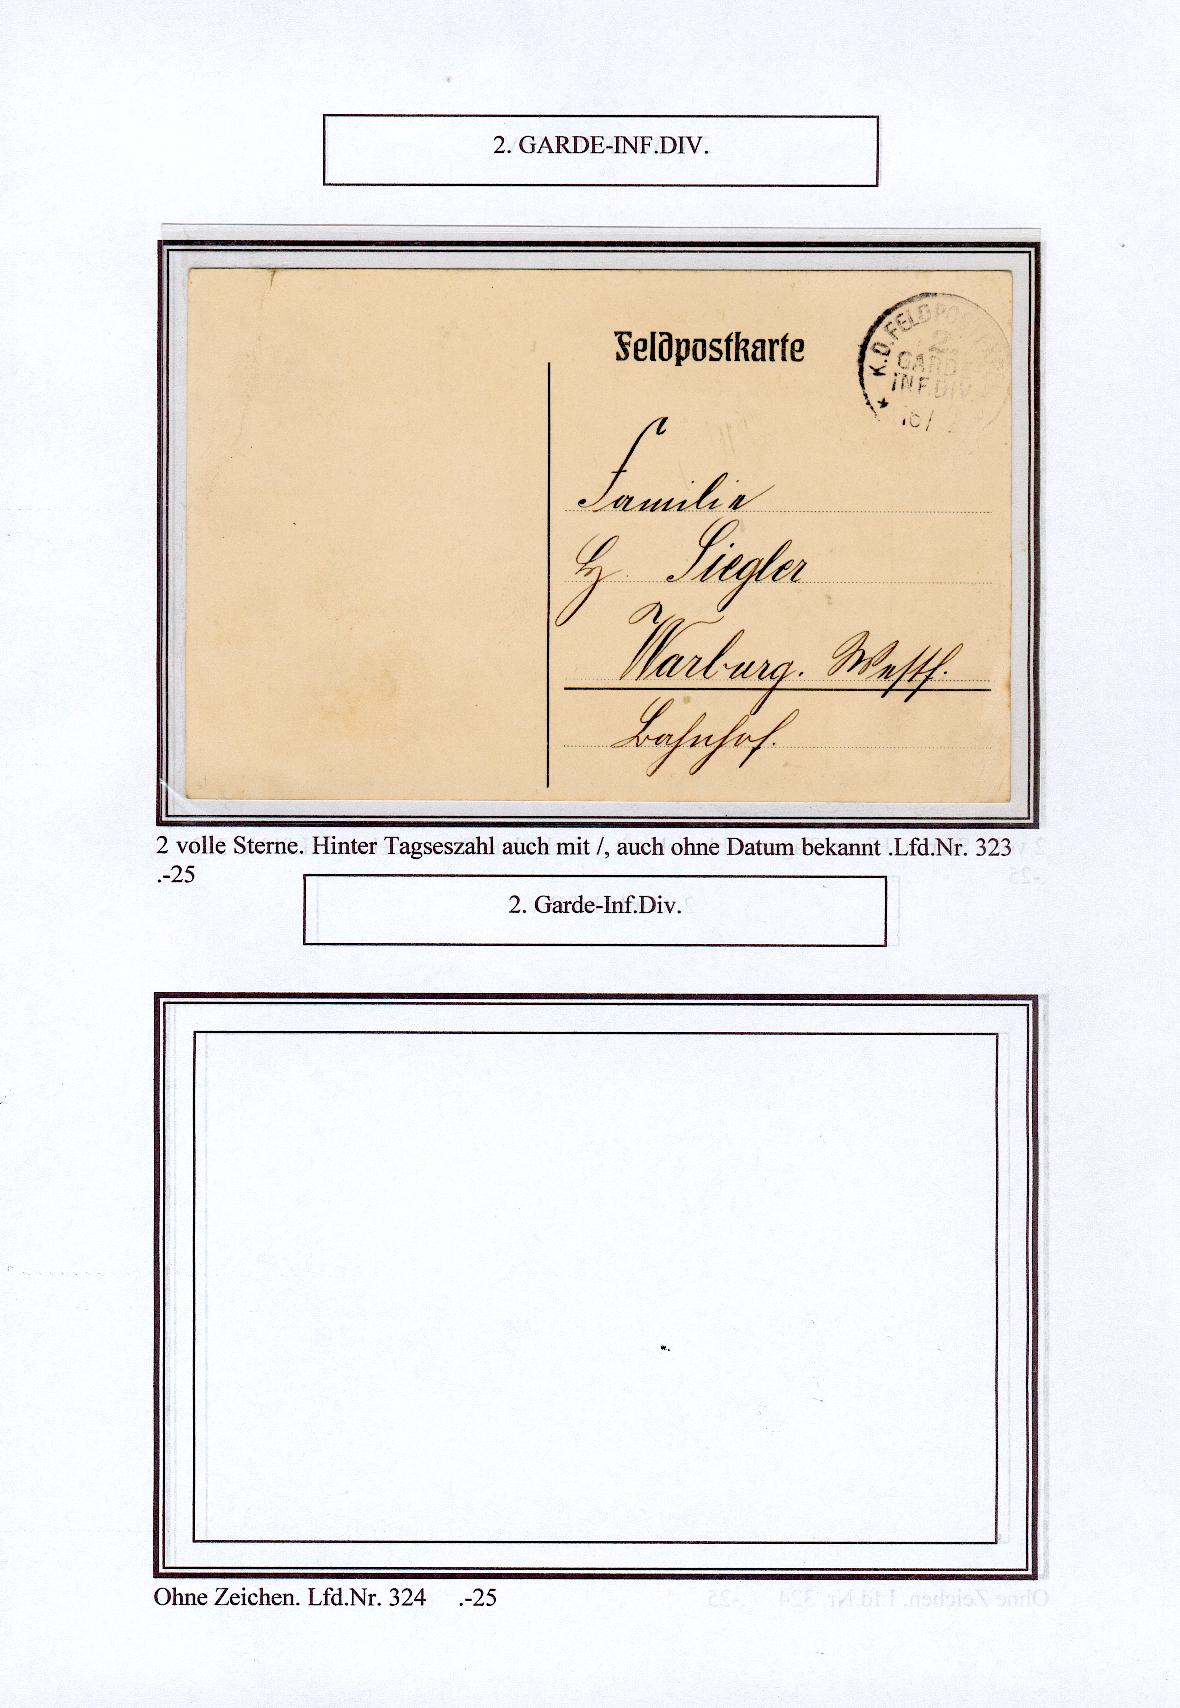 2. GARDE-INF.DIV.
Feldpostkarte
K.D.FELDPOST
2.
GARDE
INF.DIV.
Familie
H. Siegler
Warburg. Westf.
Bahnhof.
2 volle Sterne. Hinter Tagseszahl auch mit /, auch ohne Datum bekannt .Lfd.Nr. 323
.-25
2. Garde-Inf.Div.
Ohne Zeichen. Lfd.Nr. 324 .-25